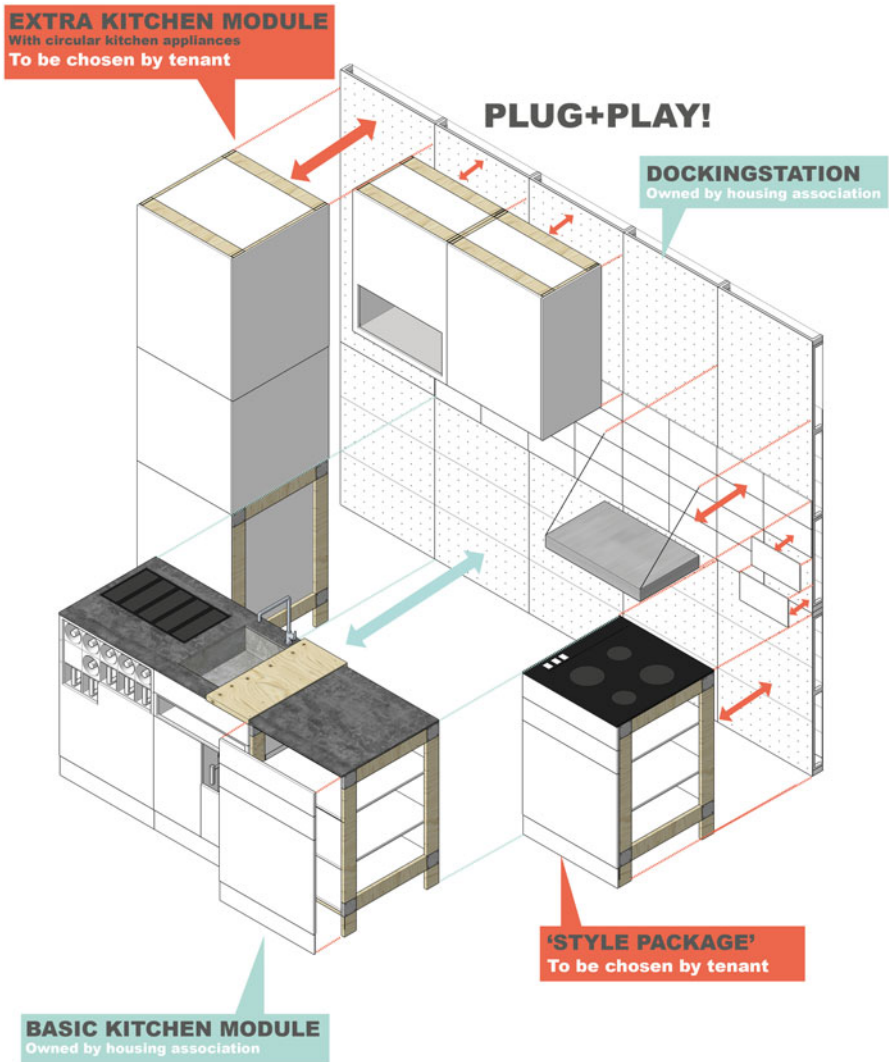 EXTRA KITCHEN MODULE
With circular kitchen appliances
To be chosen by tenant
PLUG+PLAY!
DOCKINGSTATION
Owned by housing association
‘STYLE PACKAGE’
To be chosen by tenant
BASIC KITCHEN MODULE
Owned by housing association